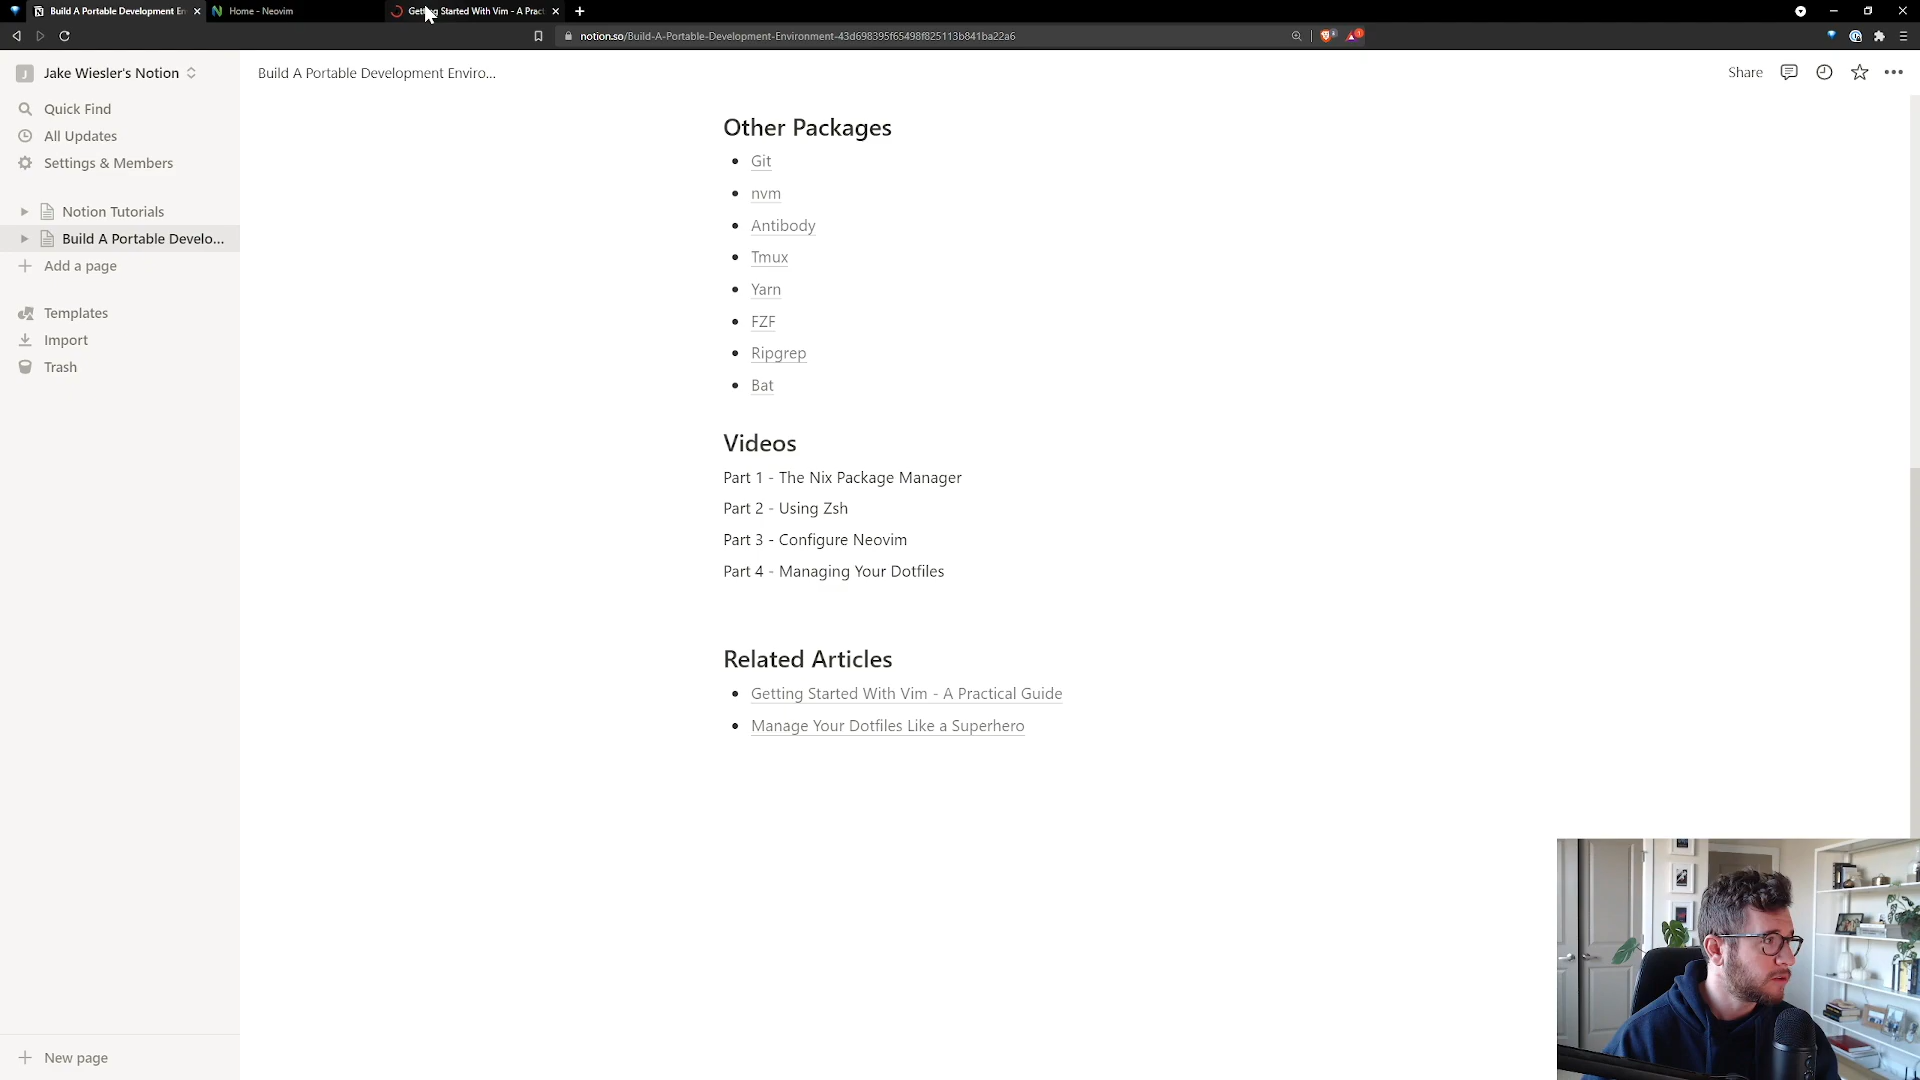 Build A Portable Development En
Home - Neovim
Getting Started With Vim - A Pract
notion.so/Build-A-Portable-Development-Environment-43d698395f65498f825113b841ba22a6
J Jake Wiesler's Notion
Build A Portable Development Enviro...
Share
Quick Find
All Updates
Settings & Members
Notion Tutorials
Build A Portable Develo...
Add a page
Templates
Import
Trash
New page
Other Packages
Git
nvm
Antibody
Tmux
Yarn
FZF
Ripgrep
Bat
Videos
Part 1 - The Nix Package Manager
Part 2 - Using Zsh
Part 3 - Configure Neovim
Part 4 - Managing Your Dotfiles
Related Articles
Getting Started With Vim - A Practical Guide
Manage Your Dotfiles Like a Superhero